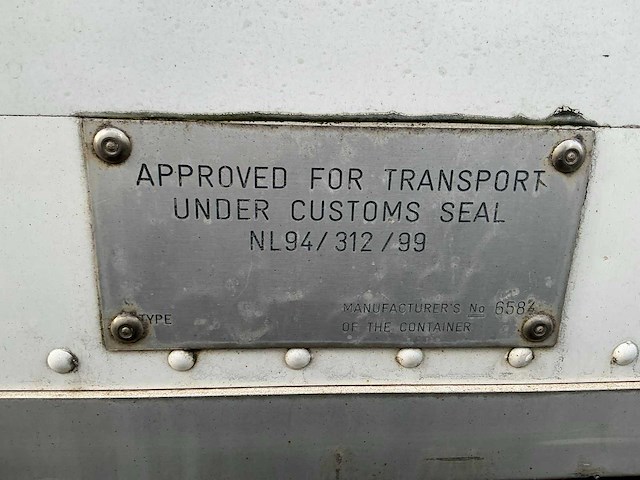 APPROVED FOR TRANSPORT
UNDER CUSTOMS SEAL
NL94/312/99
TYPE
MANUFACTURER'S No
OF THE CONTAINER